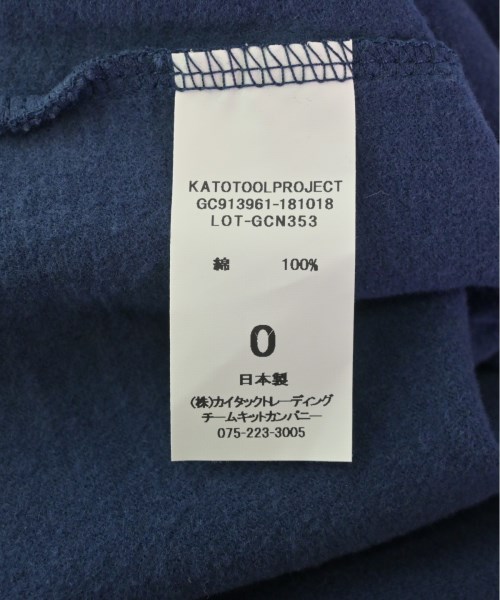 KATOTOOLPROJECT
GC913961-181018
LOT-GCN353
綿 100%
0
日本製
(株)カイタックトレーディング
チームキットカンパニー
075-223-3005